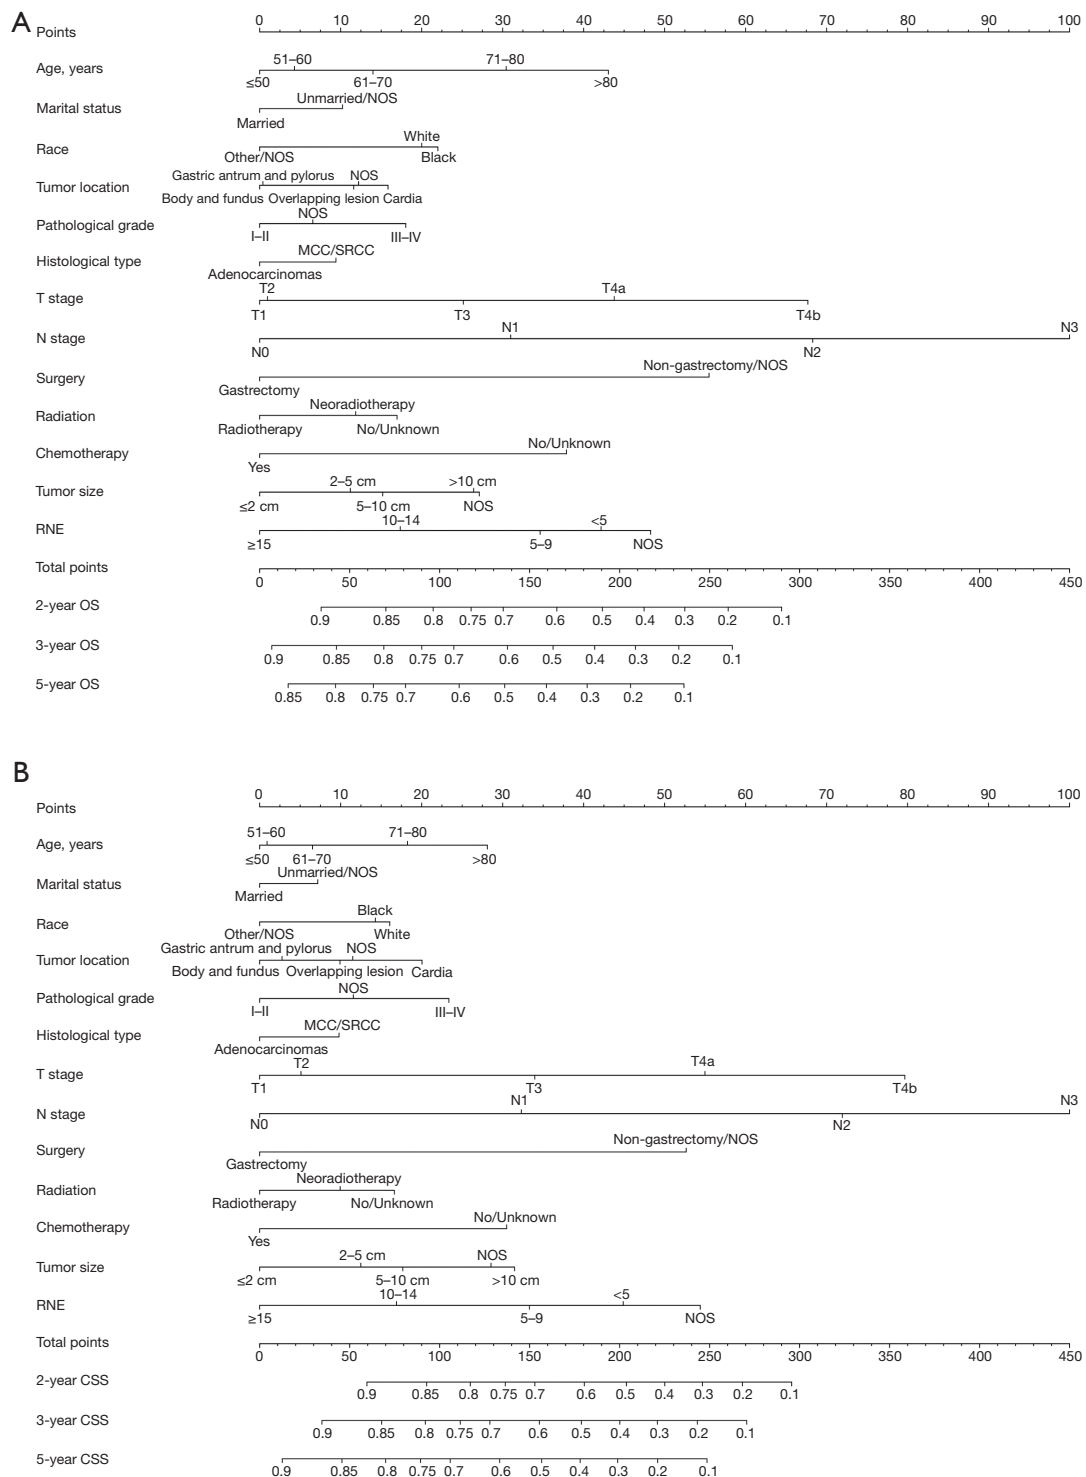 A
0 10 20 30 40 50 60 70 80 90 100
Points
51–60 71–80
Age, years
≤50 61–70 >80
Unmarried/NOS
Marital status
Married
White
Race
Other/NOS Black
Gastric antrum and pylorus NOS
Tumor location
Body and fundus Overlapping lesion Cardia
NOS
Pathological grade
I–II III–IV
MCC/SRCC
Histological type
Adenocarcinomas
T2 T4a
T stage
T1 T3 T4b
N1 N3
N stage
N0 N2
Non-gastrectomy/NOS
Surgery
Gastrectomy
Neoradiotherapy
Radiation
Radiotherapy No/Unknown
No/Unknown
Chemotherapy
Yes
2–5 cm >10 cm
Tumor size
≤2 cm 5–10 cm NOS
10–14 <5
RNE
≥15 5–9 NOS
Total points
0 50 100 150 200 250 300 350 400 450
2-year OS
0.9 0.85 0.8 0.75 0.7 0.6 0.5 0.4 0.3 0.2 0.1
3-year OS
0.9 0.85 0.8 0.75 0.7 0.6 0.5 0.4 0.3 0.2 0.1
5-year OS
0.85 0.8 0.75 0.7 0.6 0.5 0.4 0.3 0.2 0.1
B
0 10 20 30 40 50 60 70 80 90 100
Points
51–60 71–80
Age, years
≤50 61–70 >80
Unmarried/NOS
Marital status
Married
Black
Race
Other/NOS White
Gastric antrum and pylorus NOS
Tumor location
Body and fundus Overlapping lesion Cardia
NOS
Pathological grade
I–II III–IV
MCC/SRCC
Histological type
Adenocarcinomas
T2 T4a
T stage
T1 T3 T4b
N1 N3
N stage
N0 N2
Non-gastrectomy/NOS
Surgery
Gastrectomy
Neoradiotherapy
Radiation
Radiotherapy No/Unknown
No/Unknown
Chemotherapy
Yes
2–5 cm NOS
Tumor size
≤2 cm 5–10 cm >10 cm
10–14 <5
RNE
≥15 5–9 NOS
Total points
0 50 100 150 200 250 300 350 400 450
2-year CSS
0.9 0.85 0.8 0.75 0.7 0.6 0.5 0.4 0.3 0.2 0.1
3-year CSS
0.9 0.85 0.8 0.75 0.7 0.6 0.5 0.4 0.3 0.2 0.1
5-year CSS
0.9 0.85 0.8 0.75 0.7 0.6 0.5 0.4 0.3 0.2 0.1